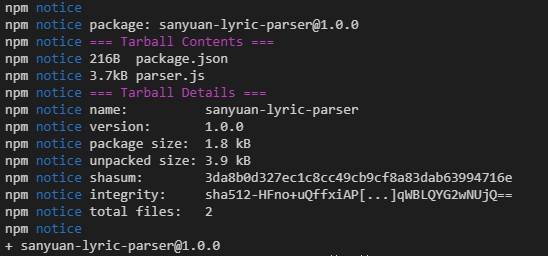 npm notice
npm notice package: sanyuan-lyric-parser@1.0.0
npm notice === Tarball Contents ===
npm notice 216B  package.json
npm notice 3.7kB parser.js
npm notice === Tarball Details ===
npm notice name:          sanyuan-lyric-parser
npm notice version:       1.0.0
npm notice package size:  1.8 kB
npm notice unpacked size: 3.9 kB
npm notice shasum:        3da8b0d327ec1c8cc49cb9cf8a83dab63994716e
npm notice integrity:     sha512-HFno+uQffxiAP[...]qWBLQYG2wNUjQ==
npm notice total files:   2
npm notice
+ sanyuan-lyric-parser@1.0.0